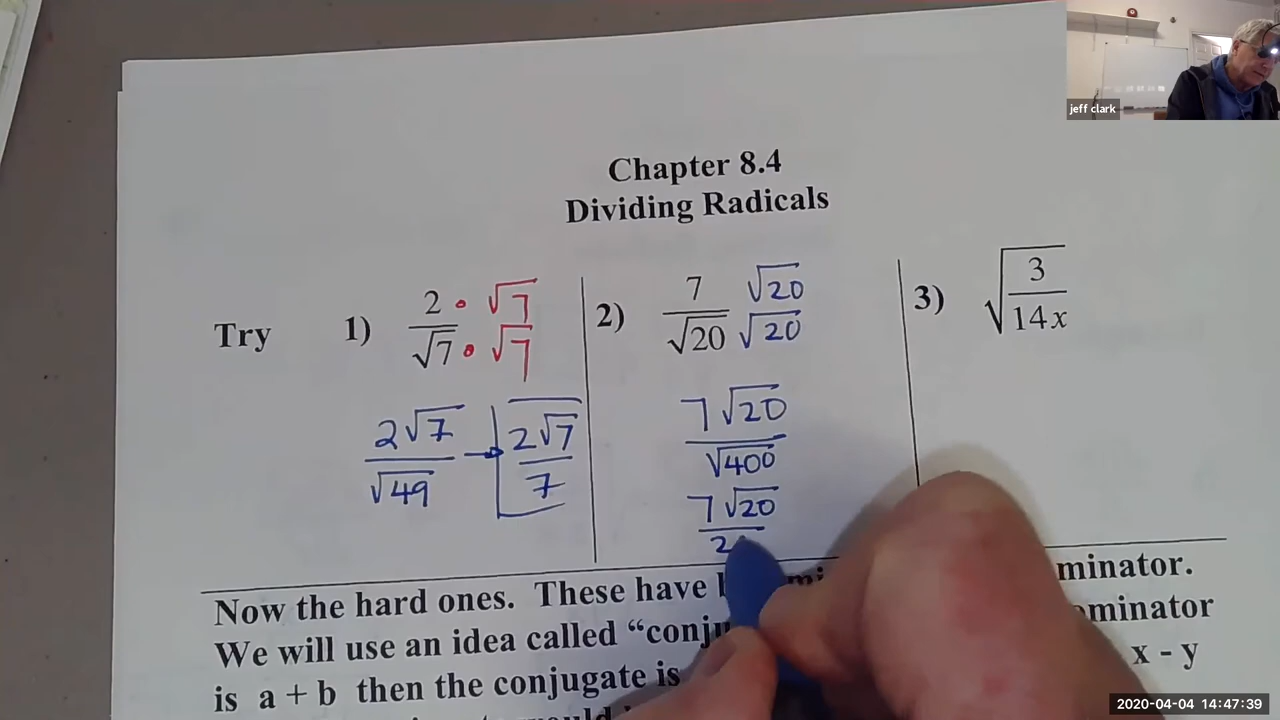 jeff clark
Chapter 8.4
Dividing Radicals
Try 1) 2 • √7 / √7 • √7
2√7 / √49 → 2√7 / 7
2) 7 √20 / √20 √20
7√20 / √400
7√20 / 2
3) √(3 / 14x)
Now the hard ones. These have minator.
We will use an idea called “conju ominator
is a + b then the conjugate is x - y
2020-04-04 14:47:39